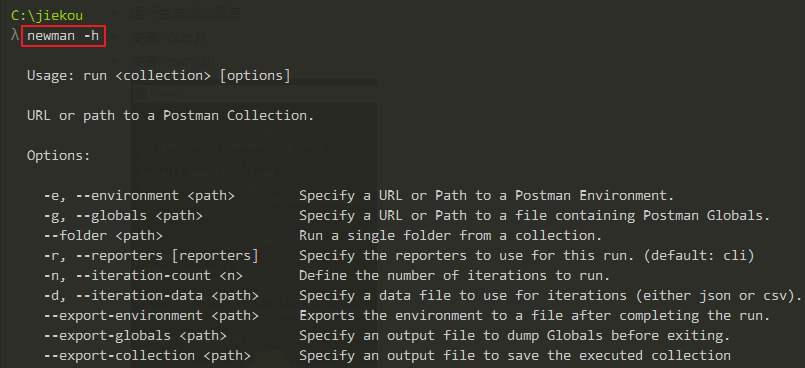 C:\jiekou
λ newman -h
Usage: run <collection> [options]
URL or path to a Postman Collection.
Options:
-e, --environment <path> Specify a URL or Path to a Postman Environment.
-g, --globals <path> Specify a URL or Path to a file containing Postman Globals.
--folder <path> Run a single folder from a collection.
-r, --reporters [reporters] Specify the reporters to use for this run. (default: cli)
-n, --iteration-count <n> Define the number of iterations to run.
-d, --iteration-data <path> Specify a data file to use for iterations (either json or csv).
--export-environment <path> Exports the environment to a file after completing the run.
--export-globals <path> Specify an output file to dump Globals before exiting.
--export-collection <path> Specify an output file to save the executed collection